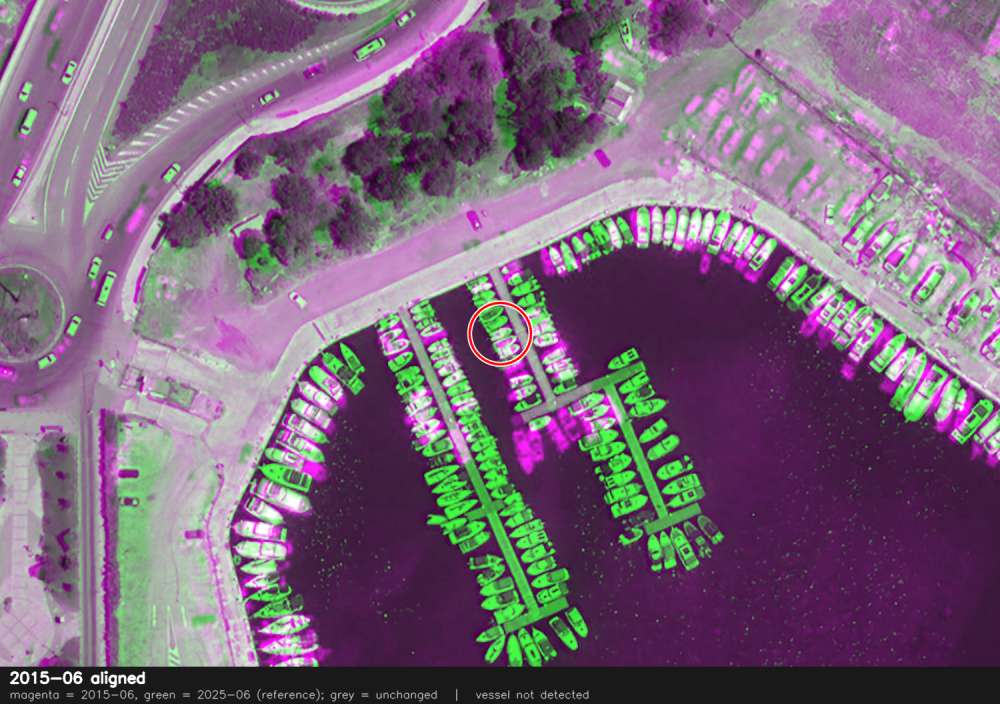 2015-06 aligned
magenta = 2015-06, green = 2025-06 (reference); grey = unchanged | vessel not detected